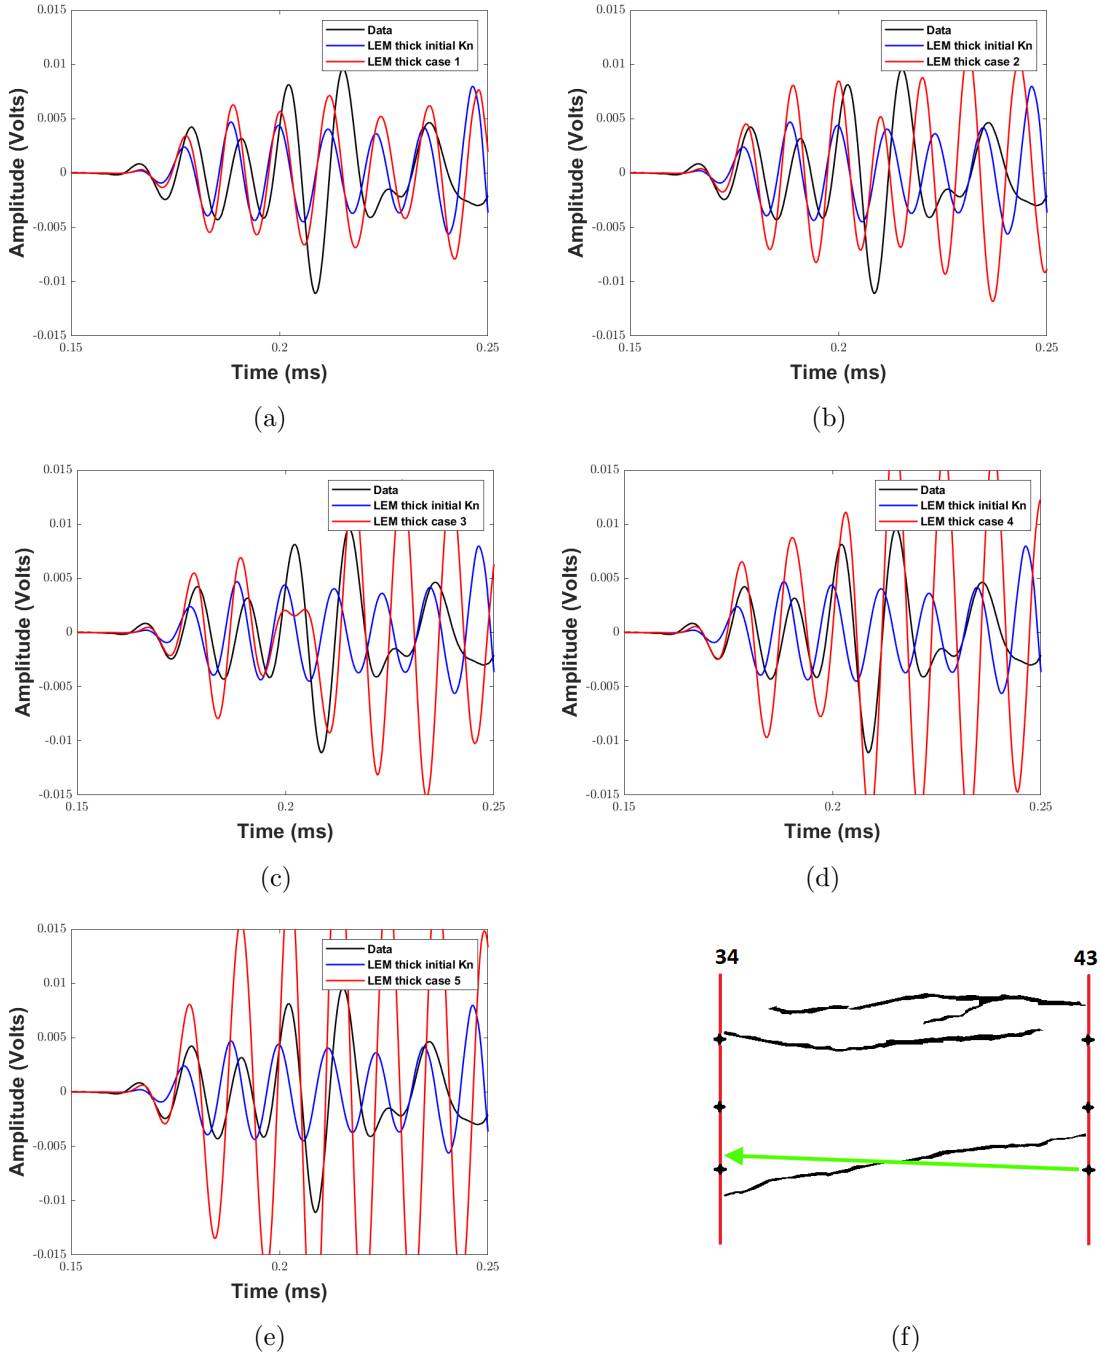 0.015
0.01
0.005
0
-0.005
-0.01
-0.015
Amplitude (Volts)
Data
LEM thick initial Kn
LEM thick case 1
0.15
0.2
0.25
Time (ms)
(a)
0.015
0.01
0.005
0
-0.005
-0.01
-0.015
Amplitude (Volts)
Data
LEM thick initial Kn
LEM thick case 2
0.15
0.2
0.25
Time (ms)
(b)
0.015
0.01
0.005
0
-0.005
-0.01
-0.015
Amplitude (Volts)
Data
LEM thick initial Kn
LEM thick case 3
0.15
0.2
0.25
Time (ms)
(c)
0.015
0.01
0.005
0
-0.005
-0.01
-0.015
Amplitude (Volts)
Data
LEM thick initial Kn
LEM thick case 4
0.15
0.2
0.25
Time (ms)
(d)
0.015
0.01
0.005
0
-0.005
-0.01
-0.015
Amplitude (Volts)
Data
LEM thick initial Kn
LEM thick case 5
0.15
0.2
0.25
Time (ms)
(e)
34
43
(f)